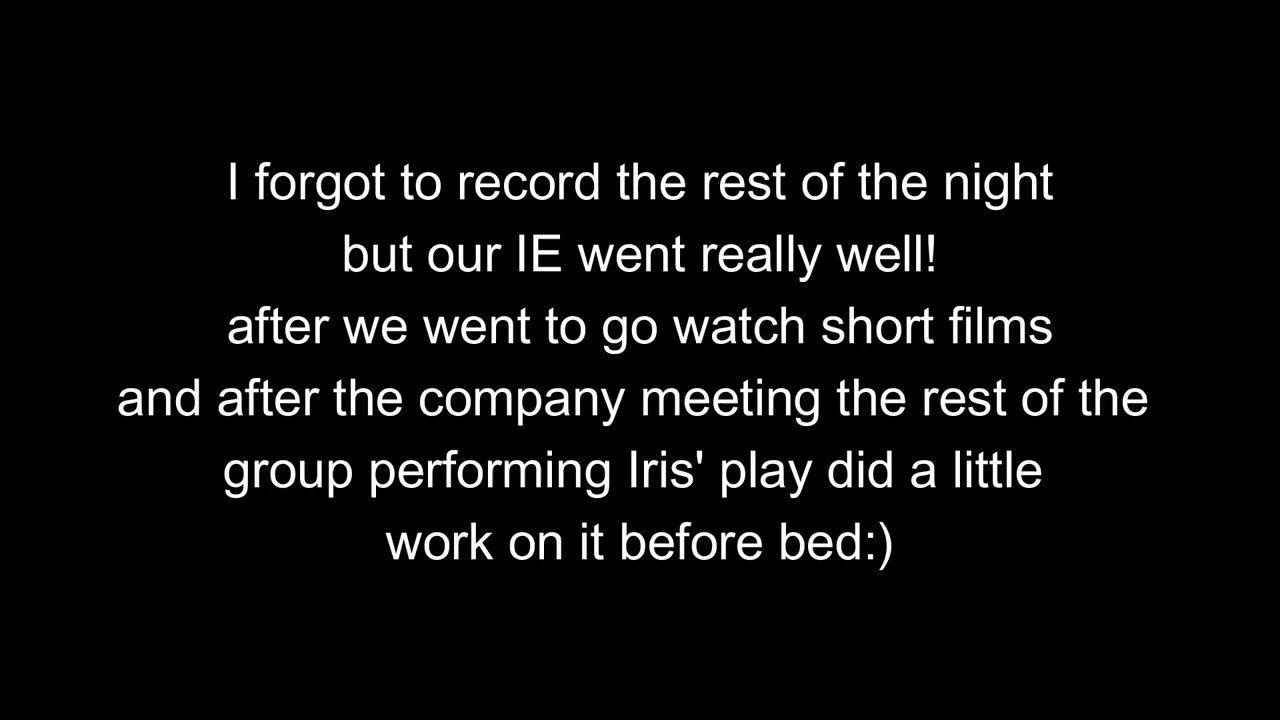 I forgot to record the rest of the night
but our IE went really well!
after we went to go watch short films
and after the company meeting the rest of the
group performing Iris' play did a little
work on it before bed:)